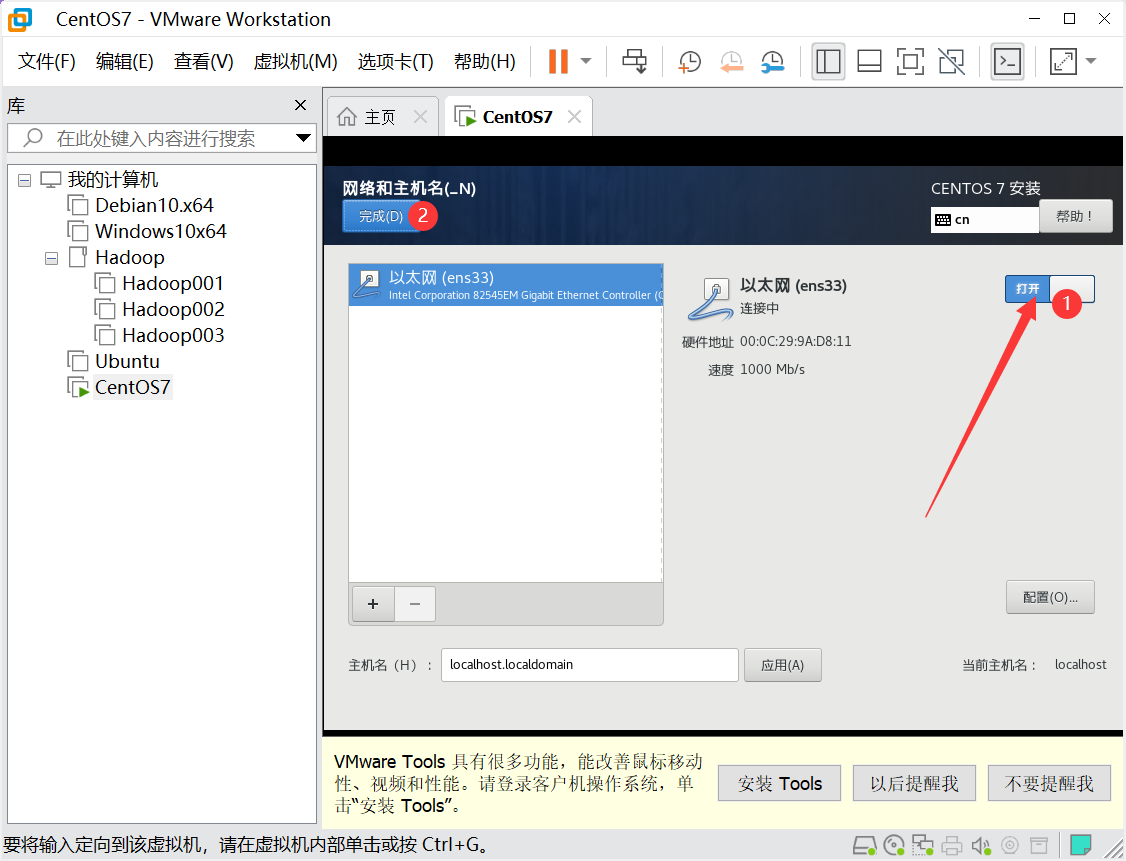 CentOS7 - VMware Workstation
文件(F) 编辑(E) 查看(V) 虚拟机(M) 选项卡(T) 帮助(H)
库
在此处键入内容进行搜索
我的计算机
Debian10.x64
Windows10x64
Hadoop
Hadoop001
Hadoop002
Hadoop003
Ubuntu
CentOS7
主页
CentOS7
网络和主机名(_N)
完成(D)
2
CENTOS 7 安装
cn
帮助！
以太网 (ens33)
Intel Corporation 82545EM Gigabit Ethernet Controller (
以太网 (ens33)
连接中
打开
1
硬件地址 00:0C:29:9A:D8:11
速度 1000 Mb/s
+ −
配置(O)...
主机名（H）： localhost.localdomain
应用(A)
当前主机名： localhost
VMware Tools 具有很多功能，能改善鼠标移动
性、视频和性能。请登录客户机操作系统，单
击“安装 Tools”。
安装 Tools
以后提醒我
不要提醒我
要将输入定向到该虚拟机，请在虚拟机内部单击或按 Ctrl+G。